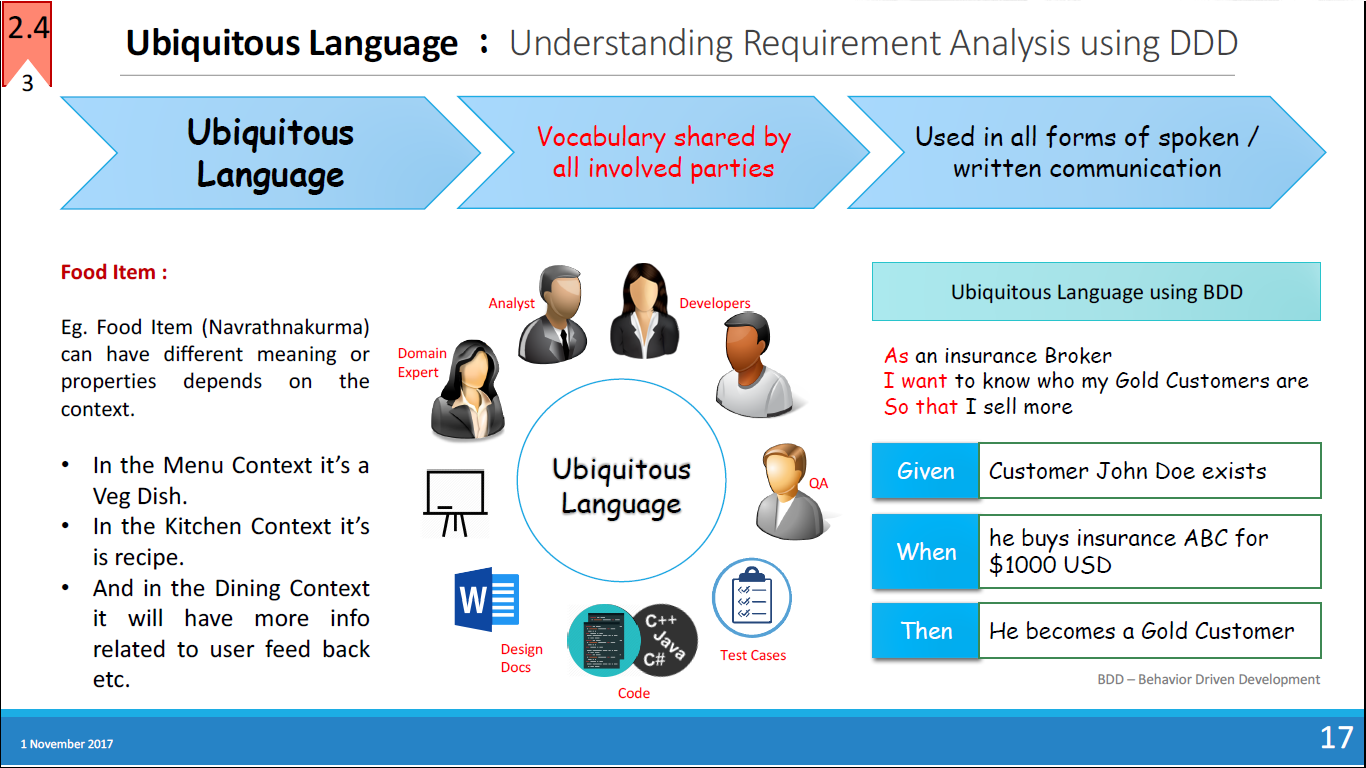 2.4
3
Ubiquitous Language : Understanding Requirement Analysis using DDD
Ubiquitous
Language
Vocabulary shared by
all involved parties
Used in all forms of spoken /
written communication
Food Item :
Eg. Food Item (Navrathnakurma)
can have different meaning or
properties depends on the
context.
• In the Menu Context it’s a
Veg Dish.
• In the Kitchen Context it’s
is recipe.
• And in the Dining Context
it will have more info
related to user feed back
etc.
Analyst
Developers
Domain
Expert
Ubiquitous
Language
QA
W
Design
Docs
C++
Java
C#
Code
Test Cases
Ubiquitous Language using BDD
As an insurance Broker
I want to know who my Gold Customers are
So that I sell more
Given Customer John Doe exists
When he buys insurance ABC for
$1000 USD
Then He becomes a Gold Customer
BDD – Behavior Driven Development
1 November 2017
17